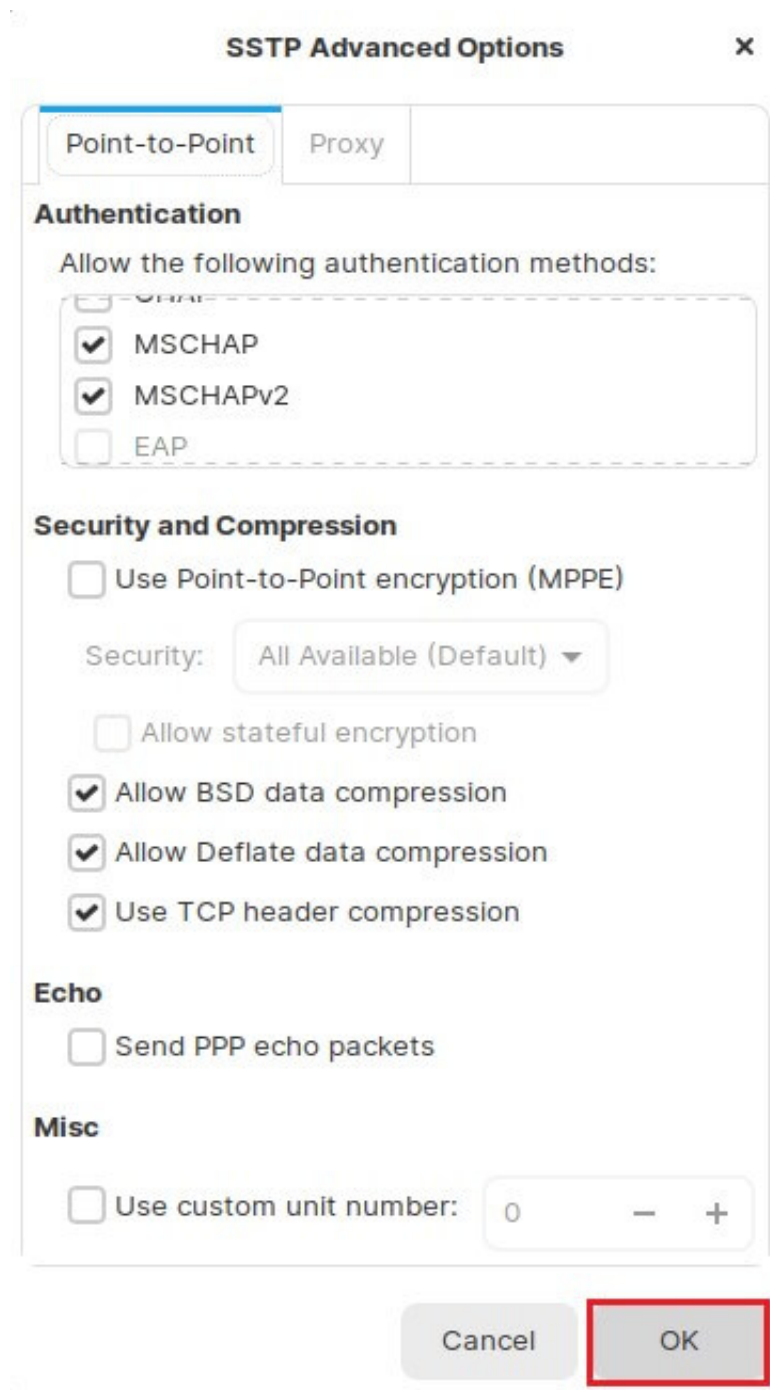 SSTP Advanced Options
Point-to-Point Proxy
Authentication
Allow the following authentication methods:
CHAP
MSCHAP
MSCHAPv2
EAP
Security and Compression
Use Point-to-Point encryption (MPPE)
Security: All Available (Default)
Allow stateful encryption
Allow BSD data compression
Allow Deflate data compression
Use TCP header compression
Echo
Send PPP echo packets
Misc
Use custom unit number: 0 − +
Cancel OK